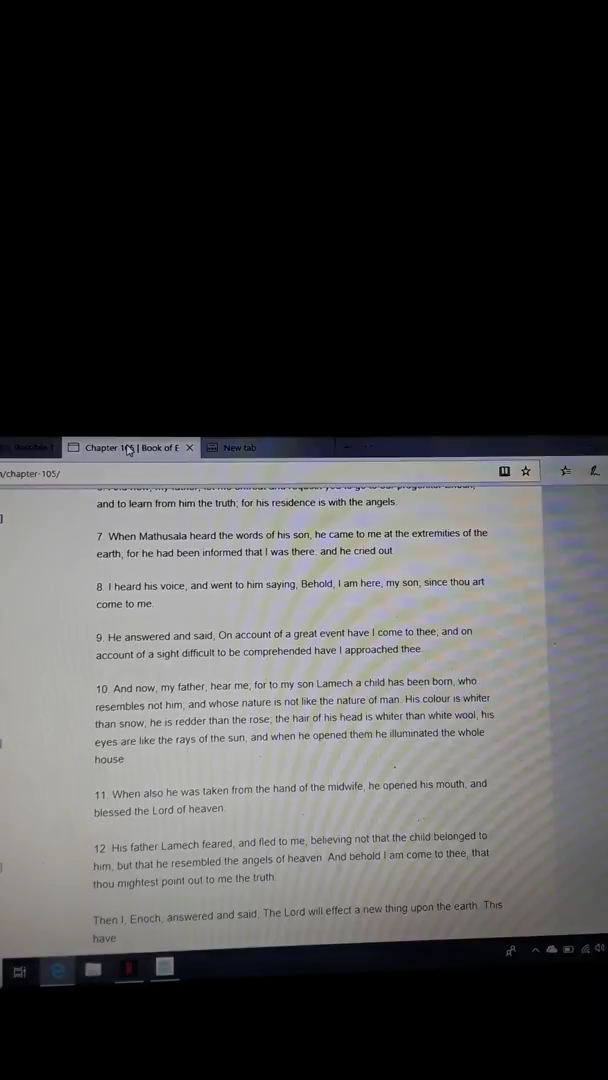 Chapter 105 | Book of E
New tab
/chapter-105/
and to learn from him the truth; for his residence is with the angels.
7 When Mathusala heard the words of his son, he came to me at the extremities of the
earth; for he had been informed that I was there: and he cried out
8. I heard his voice, and went to him saying, Behold, I am here, my son; since thou art
come to me.
9. He answered and said, On account of a great event have I come to thee; and on
account of a sight difficult to be comprehended have I approached thee.
10. And now, my father, hear me; for to my son Lamech a child has been born, who
resembles not him; and whose nature is not like the nature of man. His colour is whiter
than snow; he is redder than the rose; the hair of his head is whiter than white wool; his
eyes are like the rays of the sun; and when he opened them he illuminated the whole
house
11. When also he was taken from the hand of the midwife, he opened his mouth, and
blessed the Lord of heaven.
12 His father Lamech feared, and fled to me, believing not that the child belonged to
him, but that he resembled the angels of heaven And behold I am come to thee, that
thou mightest point out to me the truth.
Then I, Enoch, answered and said, The Lord will effect a new thing upon the earth. This
have